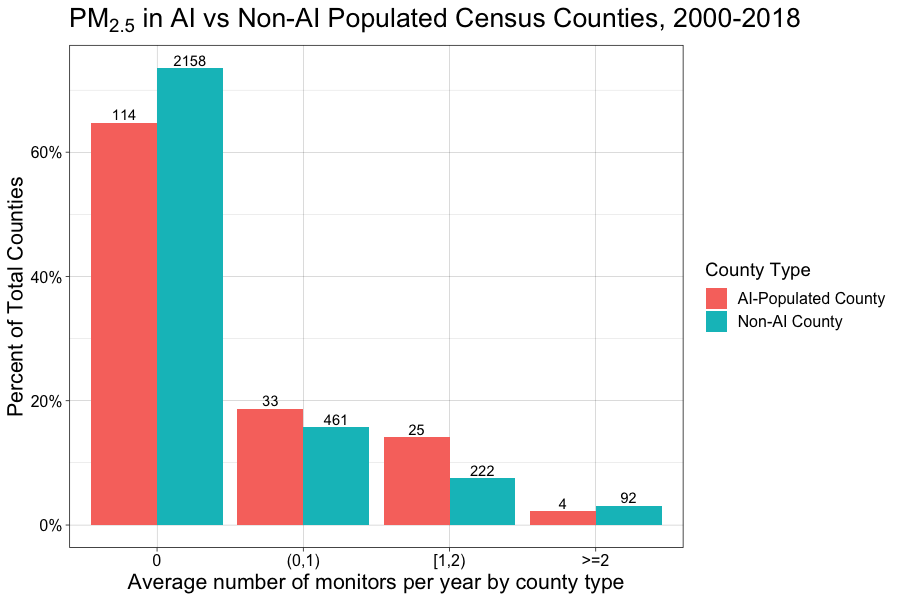 PM2.5 in AI vs Non-AI Populated Census Counties, 2000-2018
Percent of Total Counties
60%
40%
20%
0%
114
2158
33
461
25
222
4
92
0
(0,1)
[1,2)
>=2
Average number of monitors per year by county type
County Type
AI-Populated County
Non-AI County